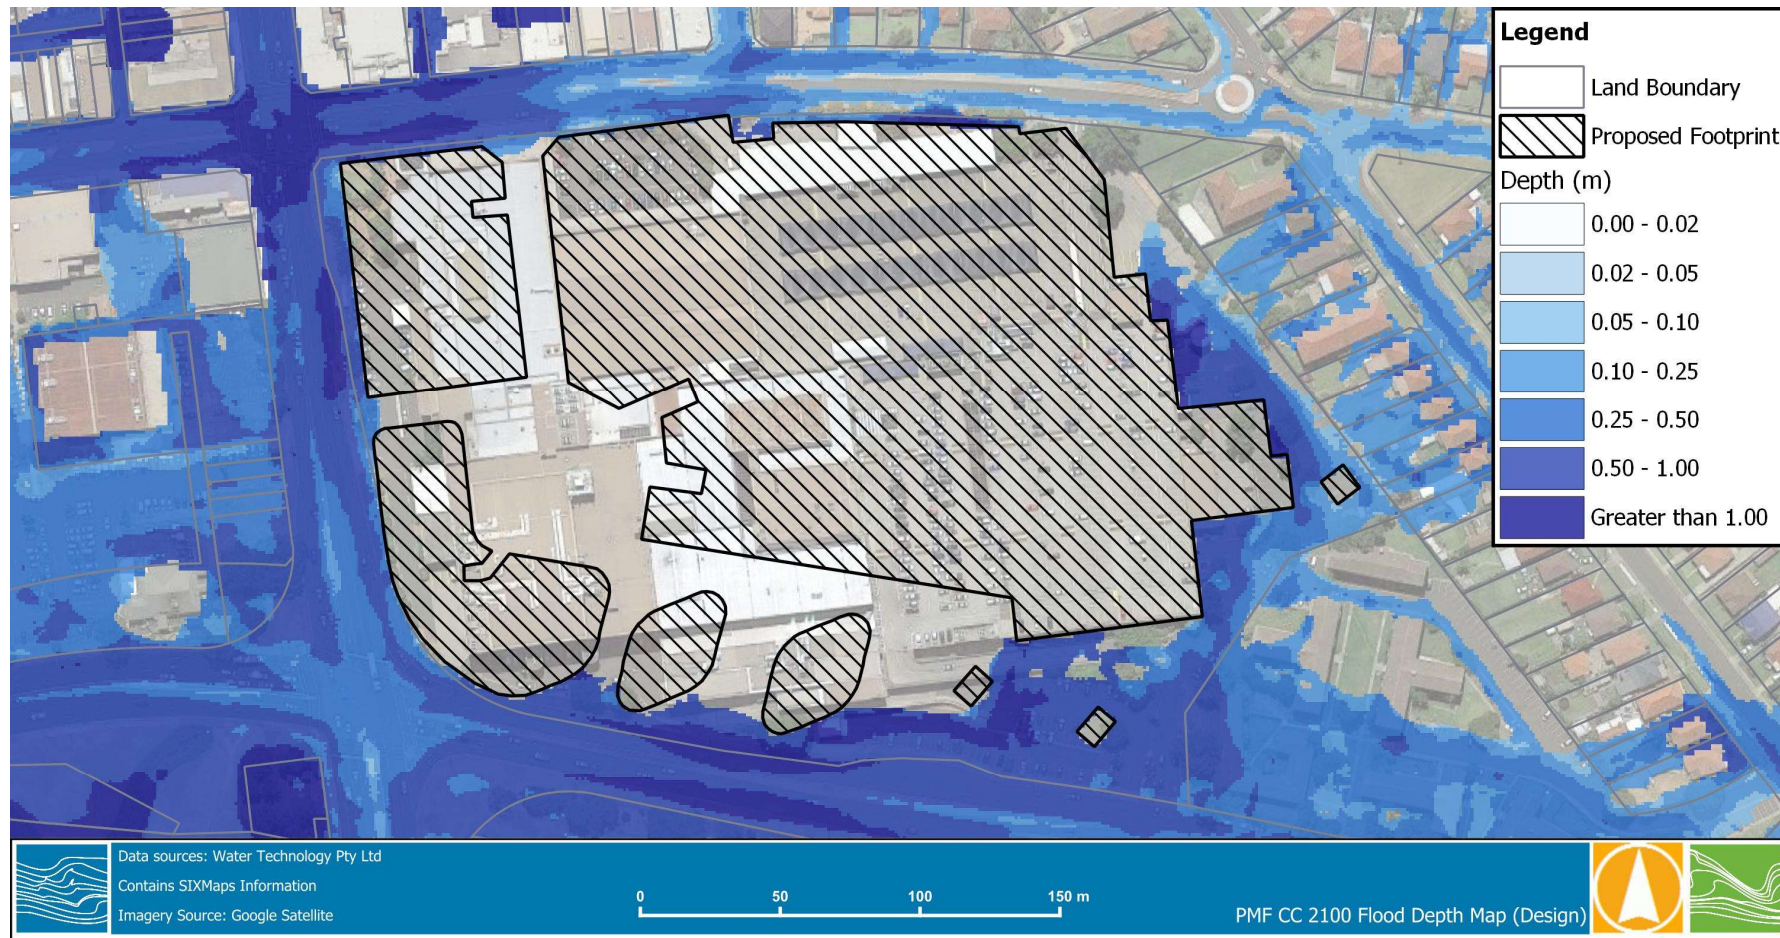 Legend
Land Boundary
Proposed Footprint
Depth (m)
0.00 - 0.02
0.02 - 0.05
0.05 - 0.10
0.10 - 0.25
0.25 - 0.50
0.50 - 1.00
Greater than 1.00
Data sources: Water Technology Pty Ltd
Contains SIXMaps Information
Imagery Source: Google Satellite
0 50 100 150 m
PMF CC 2100 Flood Depth Map (Design)